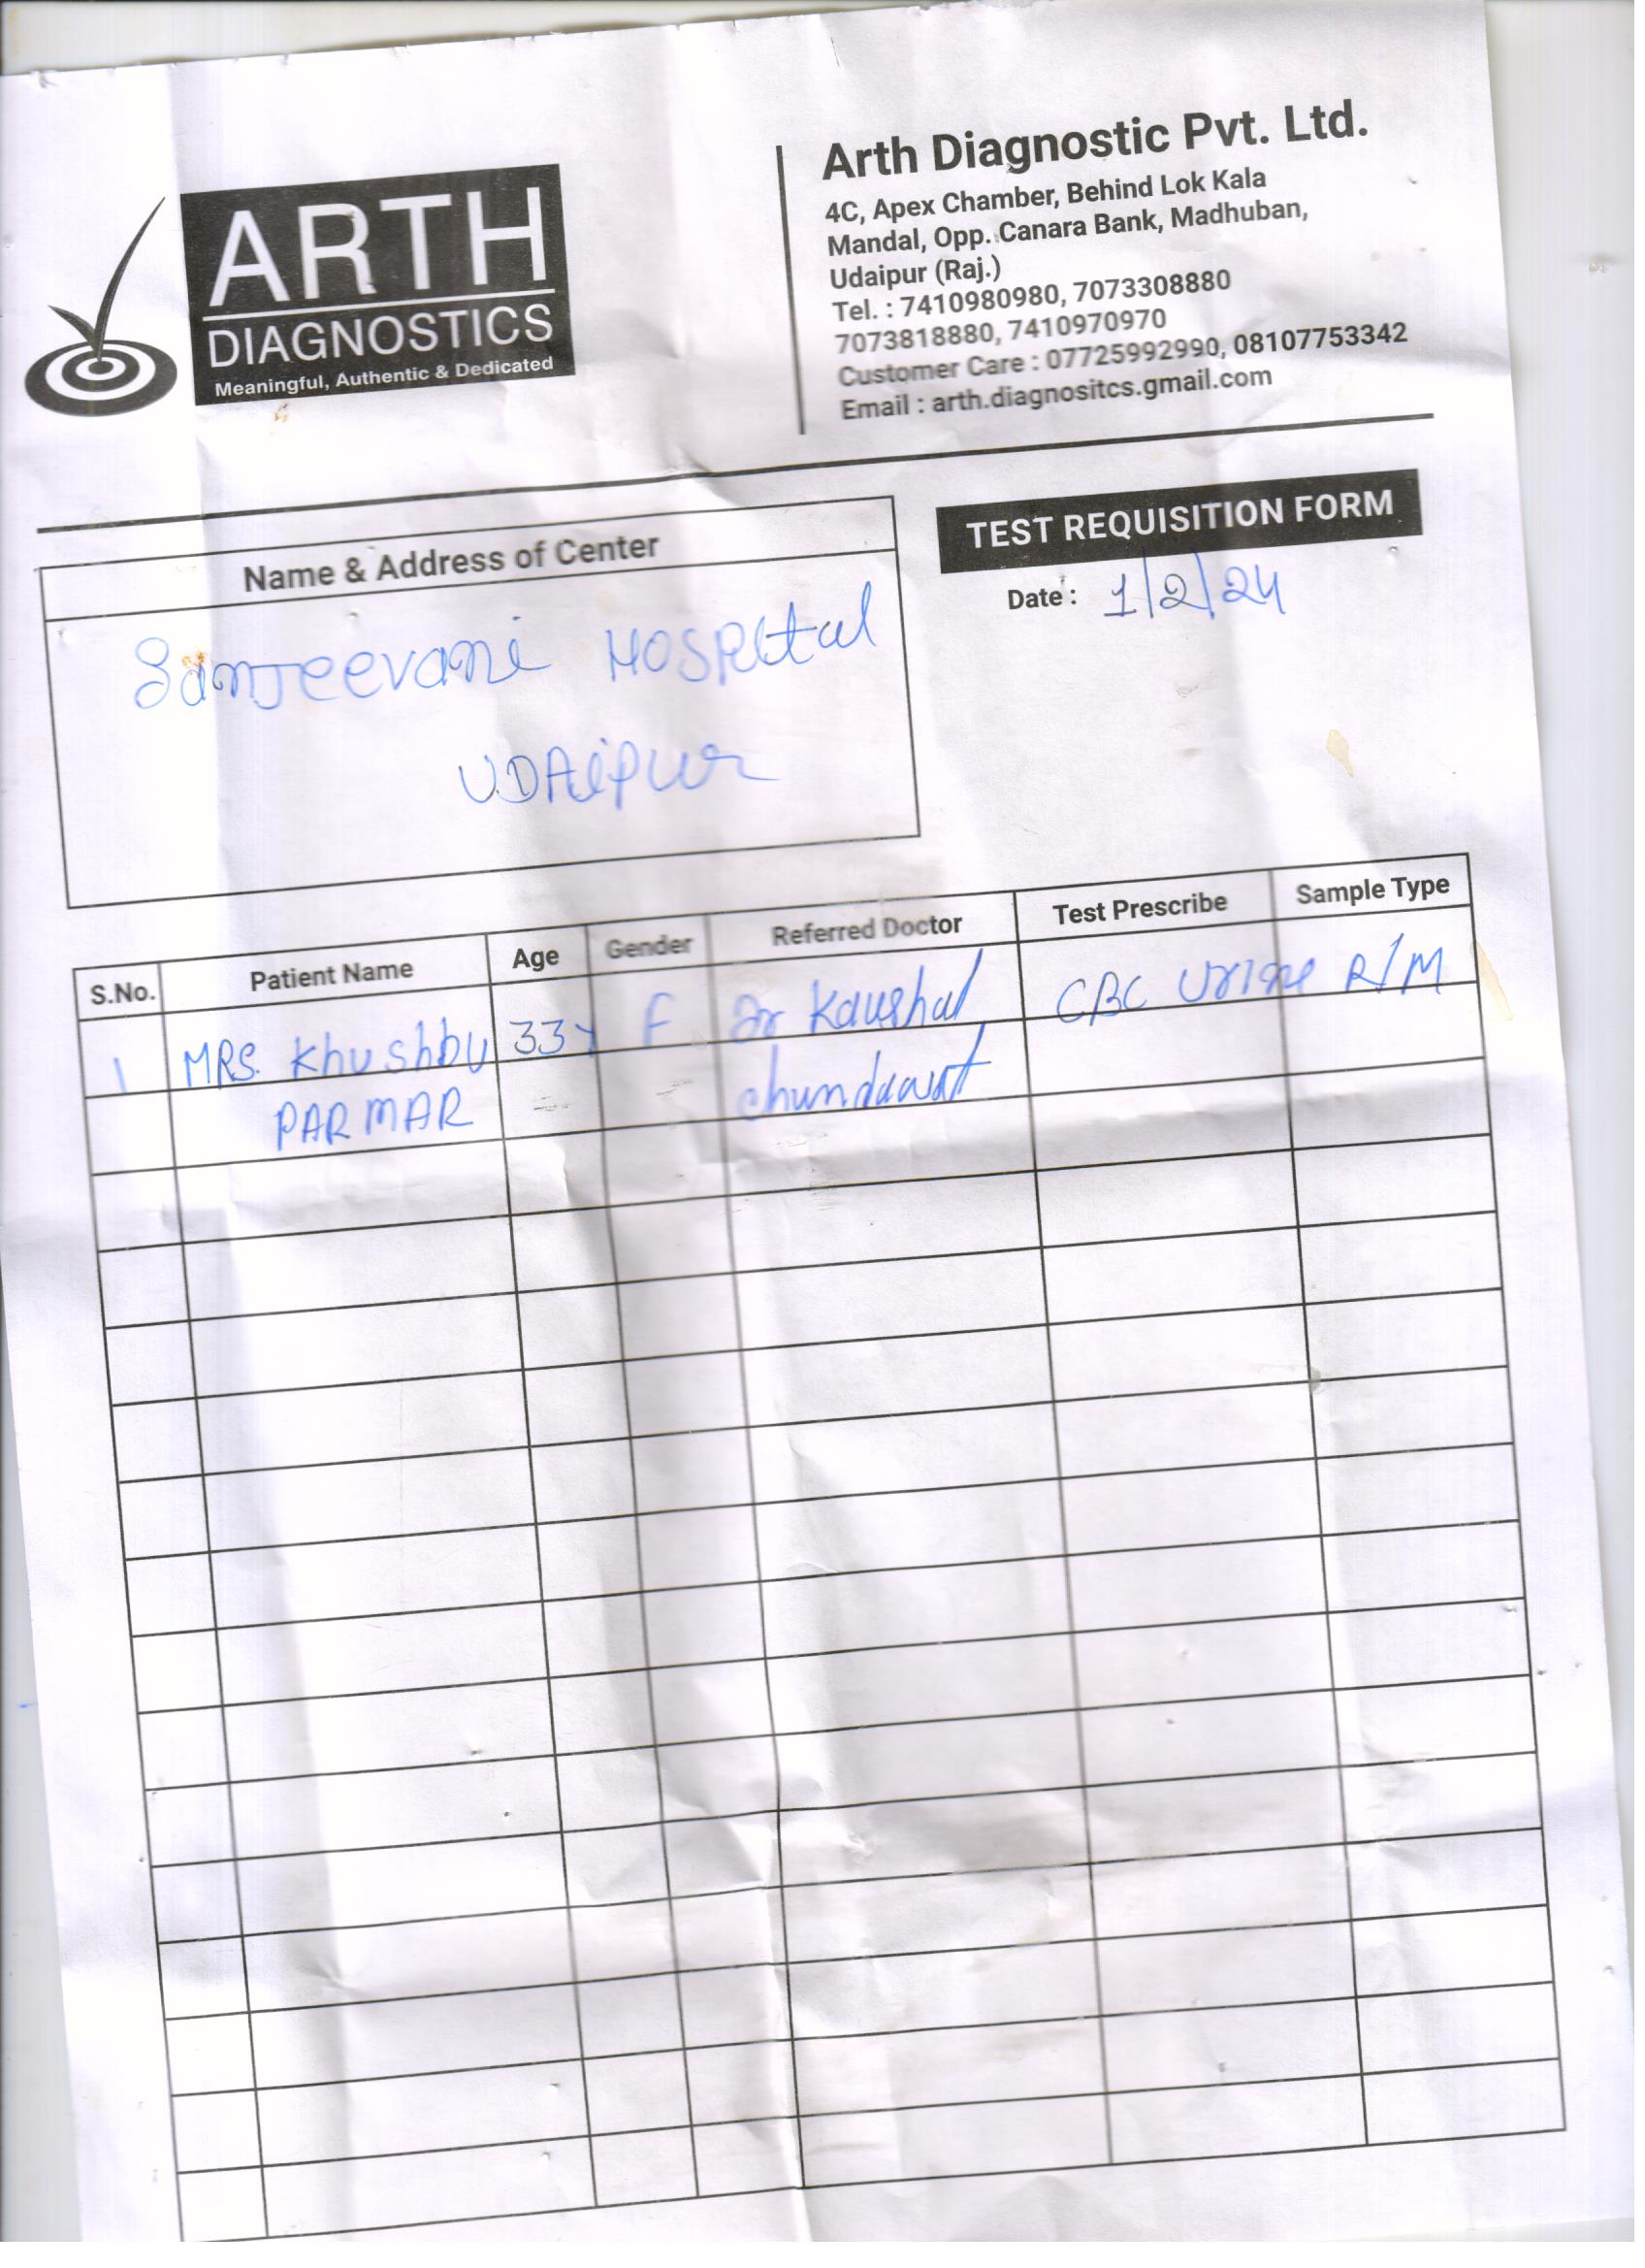 ARTH
DIAGNOSTICS
Meaningful, Authentic & Dedicated
Arth Diagnostic Pvt. Ltd.
4C, Apex Chamber, Behind Lok Kala
Mandal, Opp. Canara Bank, Madhuban,
Udaipur (Raj.)
Tel. : 7410980980, 7073308880
7073818880, 7410970970
Customer Care : 07725992990, 08107753342
Email : arth.diagnositcs.gmail.com
Name & Address of Center
Sanjeevani HOSPItal
UDAipur
TEST REQUISITION FORM
Date : 1/2/24
S.No. Patient Name Age Gender Referred Doctor Test Prescribe Sample Type
1 MRS. Khushbu 33y F Dr Kaushal CBC Urine R/M
PARMAR chundawat